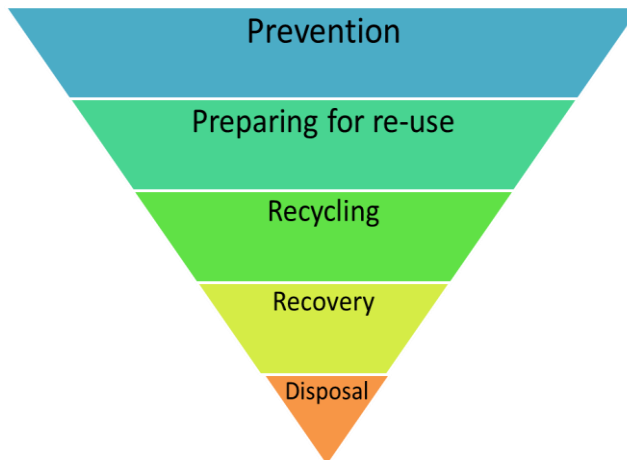 Prevention
Preparing for re-use
Recycling
Recovery
Disposal